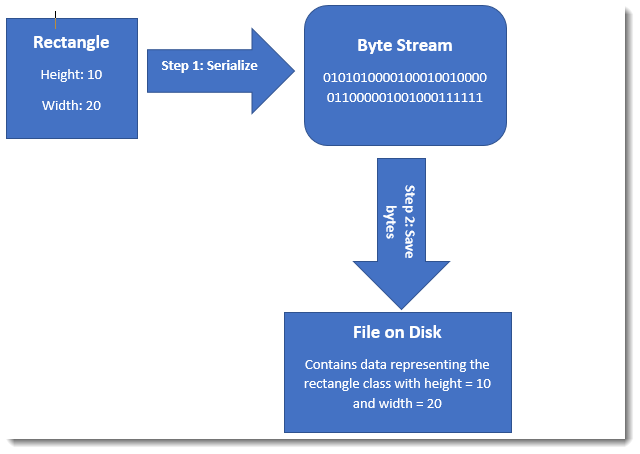 Rectangle
Height: 10
Width: 20
Step 1: Serialize
Byte Stream
0101010000100010010000
011000001001000111111
Step 2: Save
bytes
File on Disk
Contains data representing the
rectangle class with height = 10
and width = 20